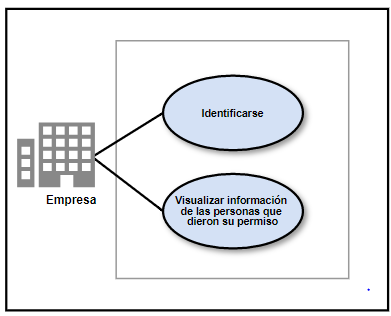 Identificarse
Empresa
Visualizar información
de las personas que
dieron su permiso